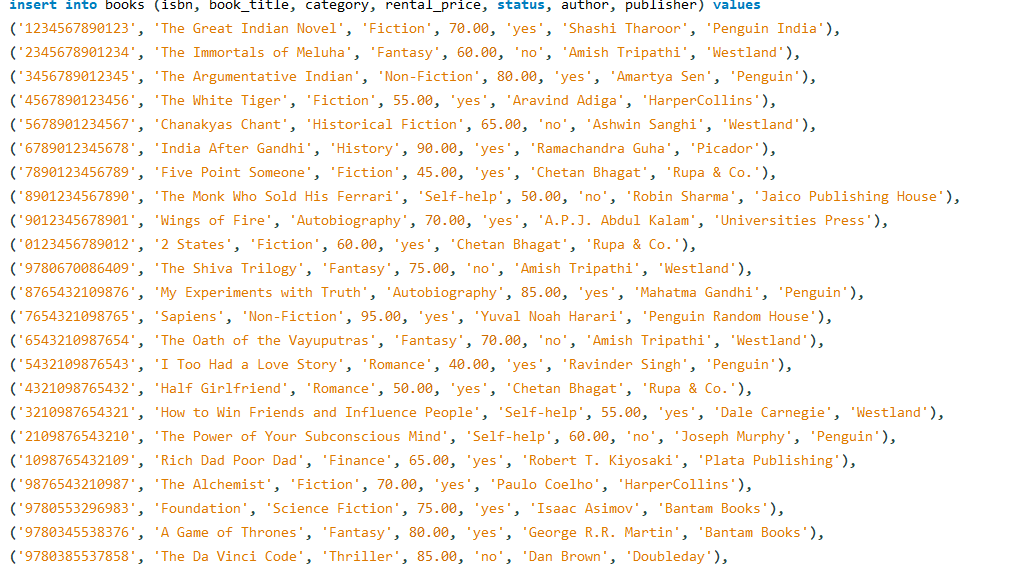 insert into books (isbn, book_title, category, rental_price, status, author, publisher) values
('1234567890123', 'The Great Indian Novel', 'Fiction', 70.00, 'yes', 'Shashi Tharoor', 'Penguin India'),
('2345678901234', 'The Immortals of Meluha', 'Fantasy', 60.00, 'no', 'Amish Tripathi', 'Westland'),
('3456789012345', 'The Argumentative Indian', 'Non-Fiction', 80.00, 'yes', 'Amartya Sen', 'Penguin'),
('4567890123456', 'The White Tiger', 'Fiction', 55.00, 'yes', 'Aravind Adiga', 'HarperCollins'),
('5678901234567', 'Chanakyas Chant', 'Historical Fiction', 65.00, 'no', 'Ashwin Sanghi', 'Westland'),
('6789012345678', 'India After Gandhi', 'History', 90.00, 'yes', 'Ramachandra Guha', 'Picador'),
('7890123456789', 'Five Point Someone', 'Fiction', 45.00, 'yes', 'Chetan Bhagat', 'Rupa & Co.'),
('8901234567890', 'The Monk Who Sold His Ferrari', 'Self-help', 50.00, 'no', 'Robin Sharma', 'Jaico Publishing House'),
('9012345678901', 'Wings of Fire', 'Autobiography', 70.00, 'yes', 'A.P.J. Abdul Kalam', 'Universities Press'),
('0123456789012', '2 States', 'Fiction', 60.00, 'yes', 'Chetan Bhagat', 'Rupa & Co.'),
('9780670086409', 'The Shiva Trilogy', 'Fantasy', 75.00, 'no', 'Amish Tripathi', 'Westland'),
('8765432109876', 'My Experiments with Truth', 'Autobiography', 85.00, 'yes', 'Mahatma Gandhi', 'Penguin'),
('7654321098765', 'Sapiens', 'Non-Fiction', 95.00, 'yes', 'Yuval Noah Harari', 'Penguin Random House'),
('6543210987654', 'The Oath of the Vayuputras', 'Fantasy', 70.00, 'no', 'Amish Tripathi', 'Westland'),
('5432109876543', 'I Too Had a Love Story', 'Romance', 40.00, 'yes', 'Ravinder Singh', 'Penguin'),
('4321098765432', 'Half Girlfriend', 'Romance', 50.00, 'yes', 'Chetan Bhagat', 'Rupa & Co.'),
('3210987654321', 'How to Win Friends and Influence People', 'Self-help', 55.00, 'yes', 'Dale Carnegie', 'Westland'),
('2109876543210', 'The Power of Your Subconscious Mind', 'Self-help', 60.00, 'no', 'Joseph Murphy', 'Penguin'),
('1098765432109', 'Rich Dad Poor Dad', 'Finance', 65.00, 'yes', 'Robert T. Kiyosaki', 'Plata Publishing'),
('9876543210987', 'The Alchemist', 'Fiction', 70.00, 'yes', 'Paulo Coelho', 'HarperCollins'),
('9780553296983', 'Foundation', 'Science Fiction', 75.00, 'yes', 'Isaac Asimov', 'Bantam Books'),
('9780345538376', 'A Game of Thrones', 'Fantasy', 80.00, 'yes', 'George R.R. Martin', 'Bantam Books'),
('9780385537858', 'The Da Vinci Code', 'Thriller', 85.00, 'no', 'Dan Brown', 'Doubleday'),